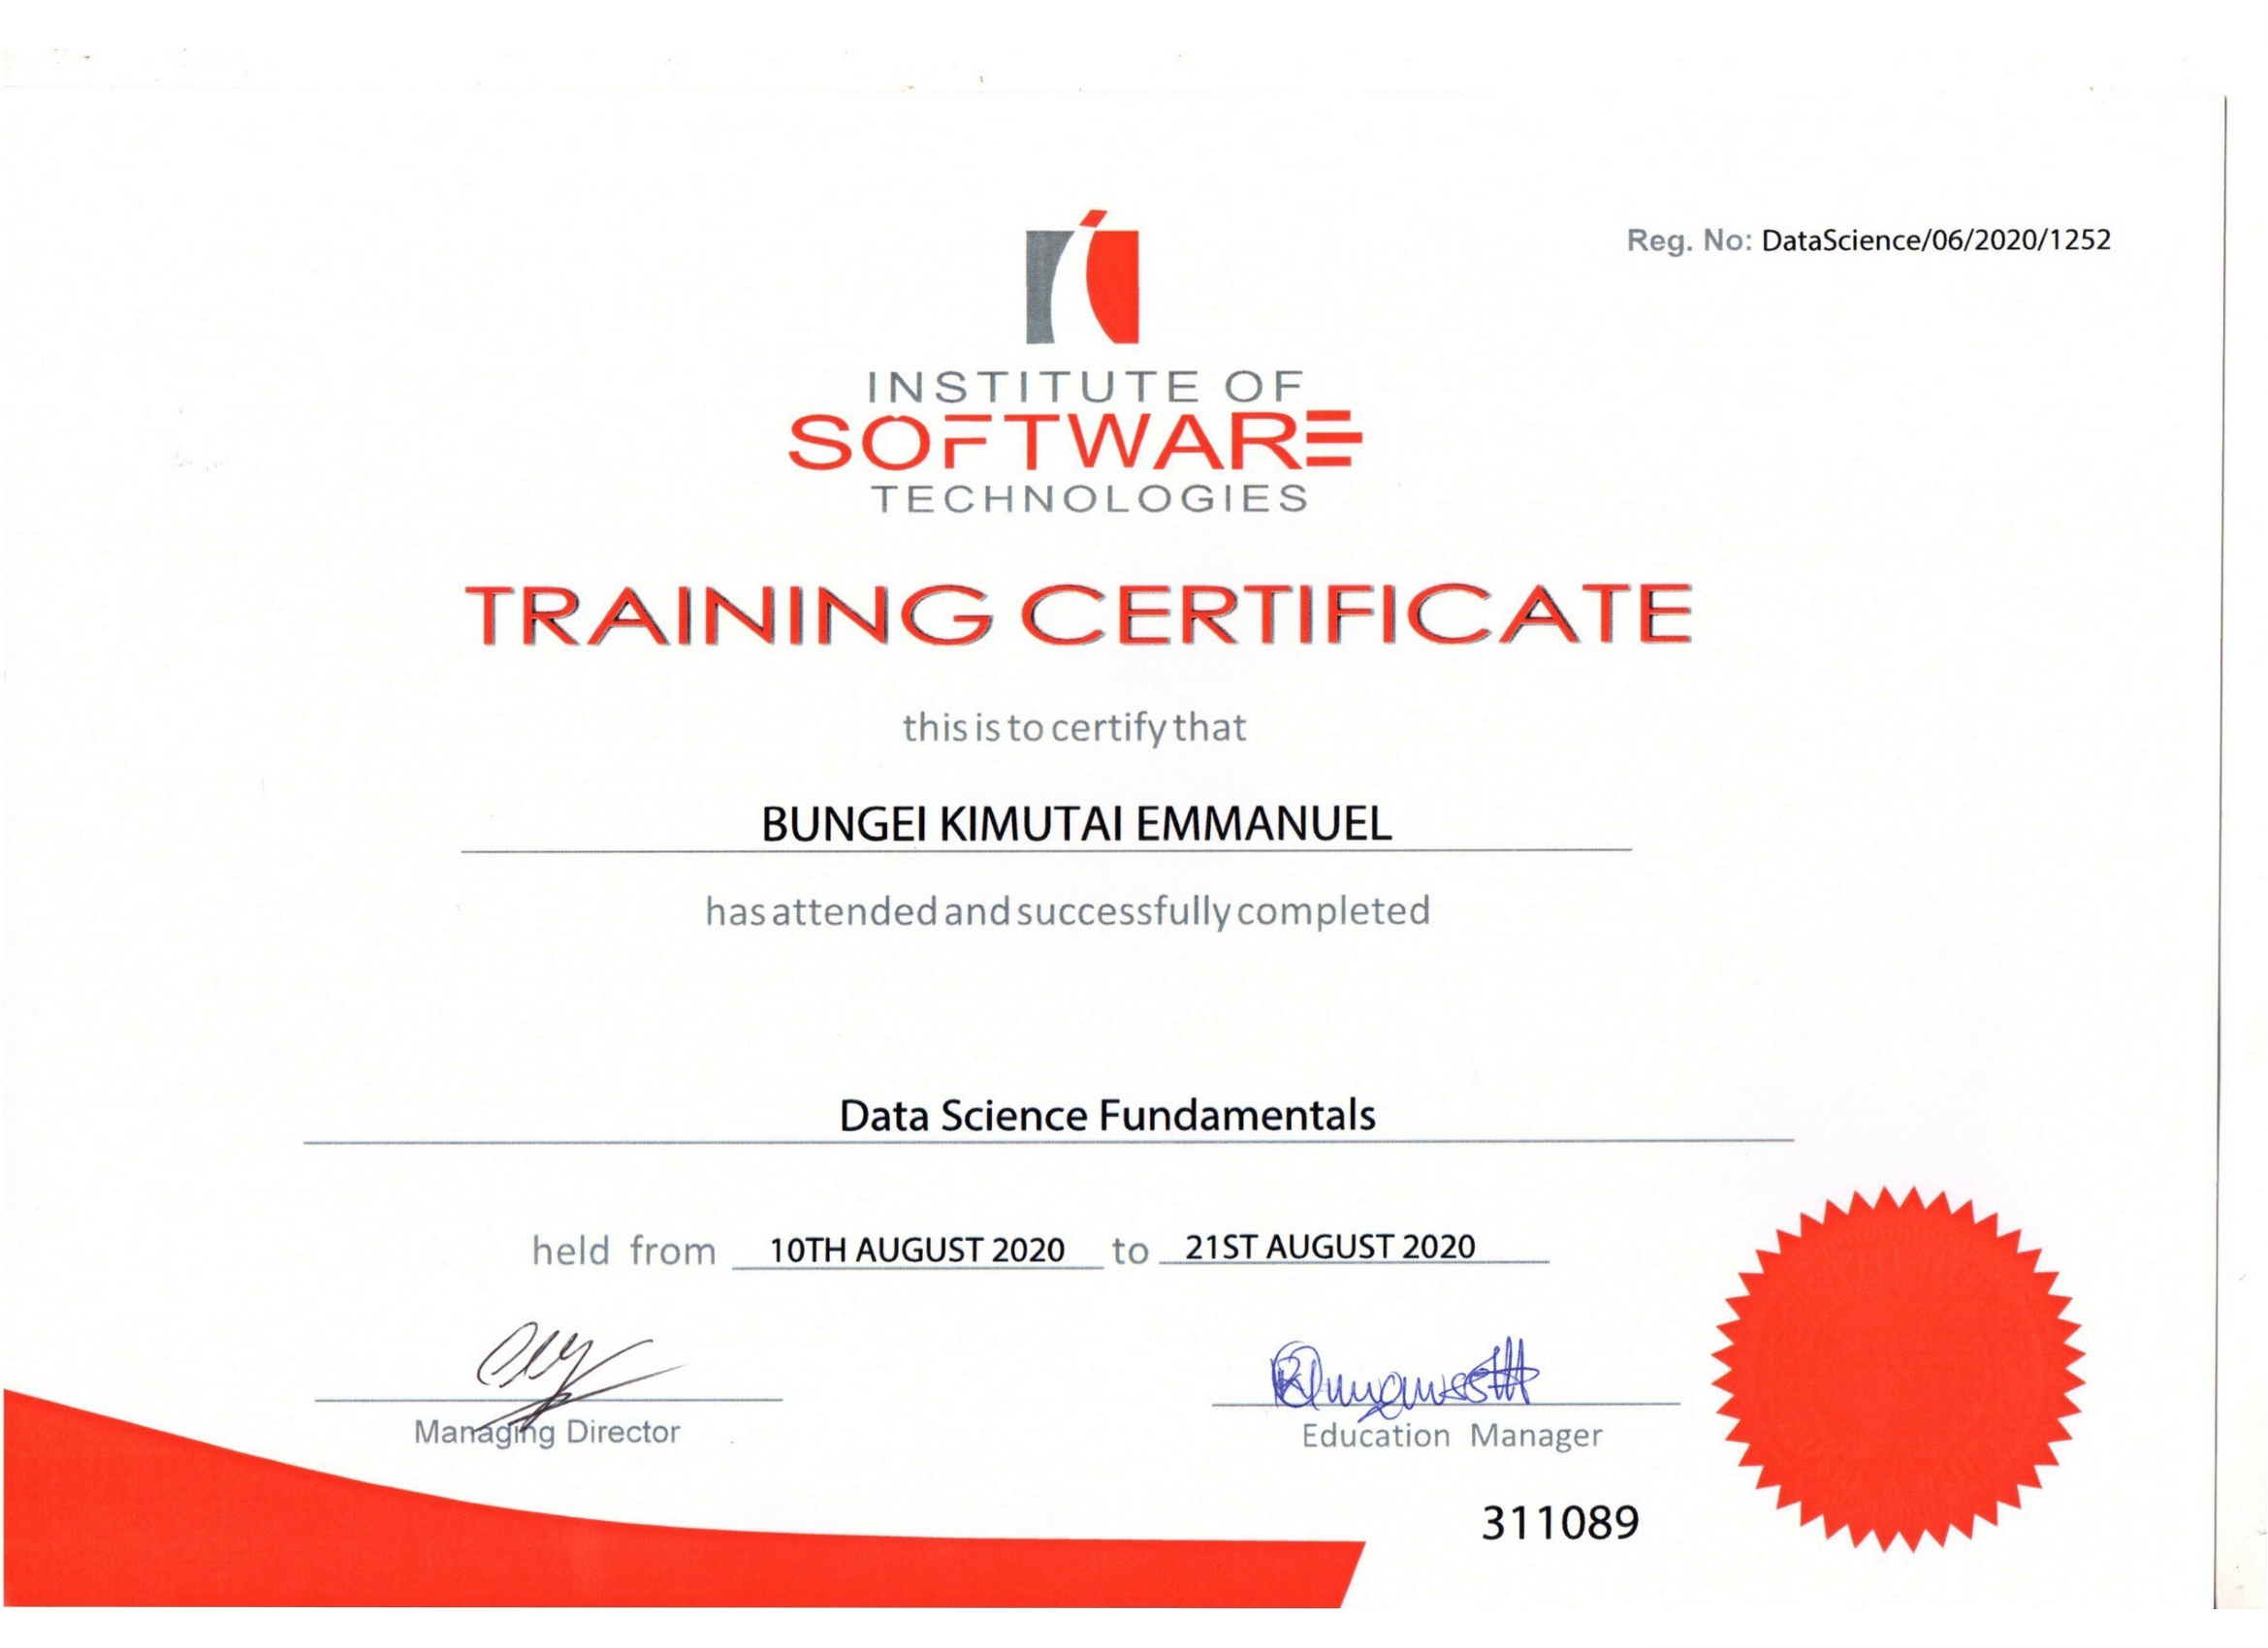 Reg. No: DataScience/06/2020/1252
INSTITUTE OF
SOFTWARE
TECHNOLOGIES
TRAINING CERTIFICATE
this is to certify that
BUNGEI KIMUTAI EMMANUEL
has attended and successfully completed
Data Science Fundamentals
held from 10TH AUGUST 2020 to 21ST AUGUST 2020
Managing Director
Education Manager
311089